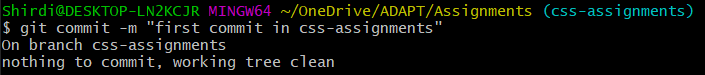 Shirdi@DESKTOP-LN2KCJR MINGW64 ~/OneDrive/ADAPT/Assignments (css-assignments)
$ git commit -m "first commit in css-assignments"
On branch css-assignments
nothing to commit, working tree clean